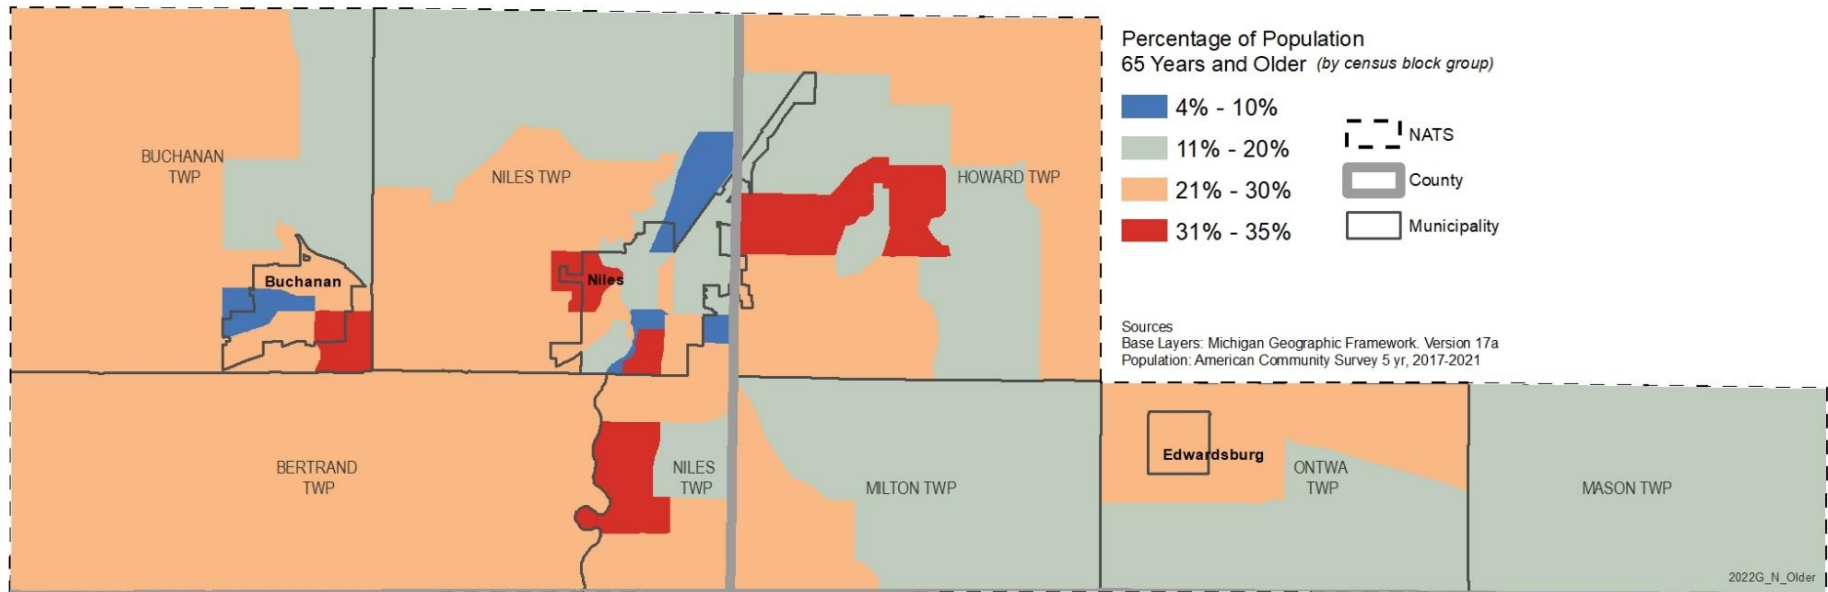 Percentage of Population
65 Years and Older (by census block group)
4% - 10%
11% - 20%
21% - 30%
31% - 35%
NATS
County
Municipality
Sources
Base Layers: Michigan Geographic Framework. Version 17a
Population: American Community Survey 5 yr, 2017-2021
BUCHANAN
TWP
NILES TWP
HOWARD TWP
Buchanan
Niles
BERTRAND
TWP
NILES
TWP
MILTON TWP
Edwardsburg
ONTWA
TWP
MASON TWP
2022G_N_Older